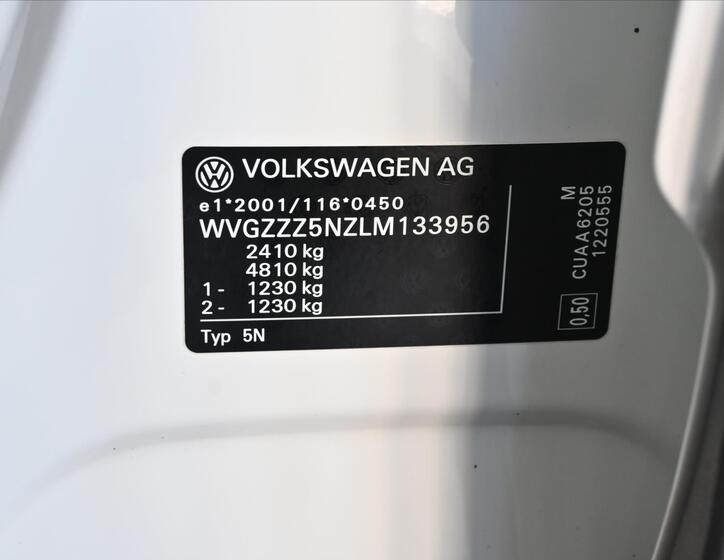 VOLKSWAGEN AG
e1*2001/116*0450
WVGZZZ5NZLM133956
2410 kg
4810 kg
1 - 1230 kg
2 - 1230 kg
Typ 5N
M
CUAA6205
1220555
0,50